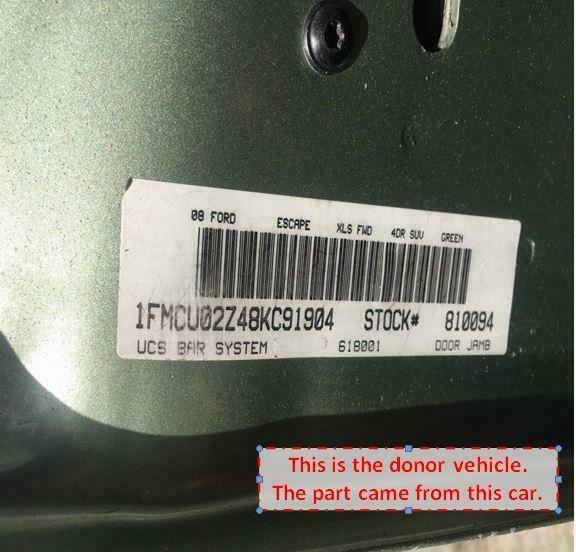 08 FORD ESCAPE XLS FWD 4DR SUV GREEN
1FMCU02Z48KC91904 STOCK# 810094
UCS BAR SYSTEM 618001 DOOR JAMB
This is the donor vehicle.
The part came from this car.